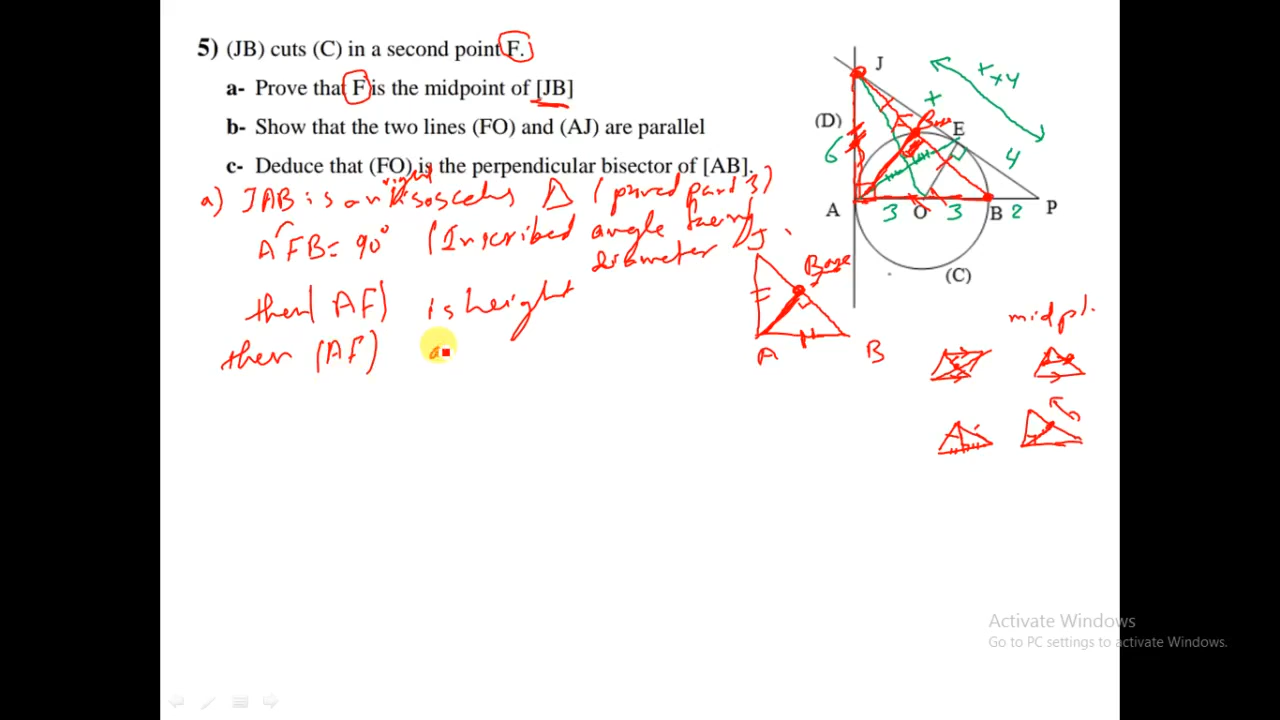 5) (JB) cuts (C) in a second point F.
a- Prove that F is the midpoint of [JB]
b- Show that the two lines (FO) and (AJ) are parallel
c- Deduce that (FO) is the perpendicular bisector of [AB].
right
a) JAB is an isosceles Δ (proved part 3)
AFB = 90° (Inscribed angle facing
diameter
then (AF) is height
then (AF)
J
x+4
x
(D)
Base
E
6
4
A
3
O
3
B
2
P
(C)
J
Base
A
B
midpt.
Activate Windows
Go to PC settings to activate Windows.